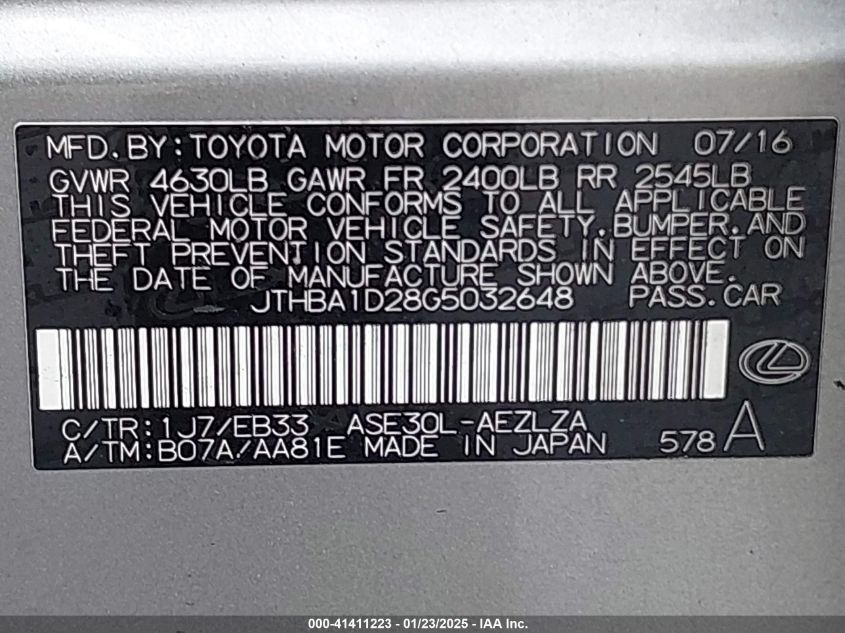 MFD.BY:TOYOTA MOTOR CORPORATION 07/16
GVWR 4630LB GAWR FR 2400LB RR 2545LB
THIS VEHICLE CONFORMS TO ALL APPLICABLE
FEDERAL MOTOR VEHICLE SAFETY,BUMPER,AND
THEFT PREVENTION STANDARDS IN EFFECT ON
THE DATE OF MANUFACTURE SHOWN ABOVE.
JTHBA1D28G5032648 PASS.CAR
C/TR:1J7/EB33 ASE30L-AEZLZA
A/TM:B07A/AA81E MADE IN JAPAN 578 A
000-41411223 - 01/23/2025 - IAA Inc.